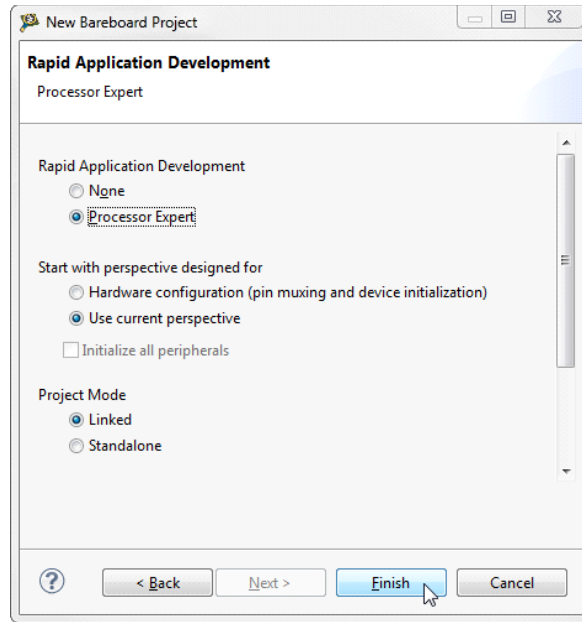 New Bareboard Project
Rapid Application Development
Processor Expert
Rapid Application Development
None
Processor Expert
Start with perspective designed for
Hardware configuration (pin muxing and device initialization)
Use current perspective
Initialize all peripherals
Project Mode
Linked
Standalone
? < Back Next > Finish Cancel